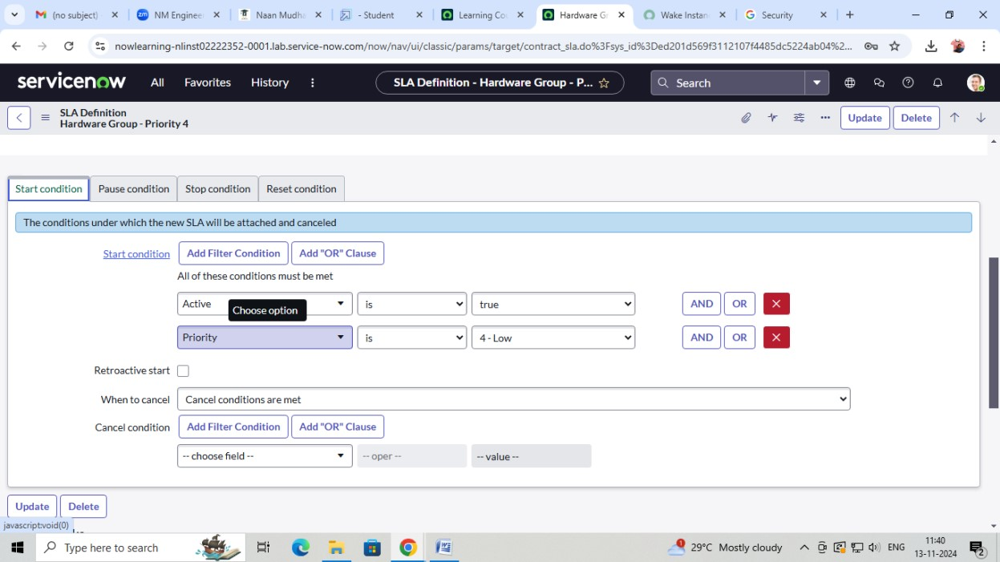 (no subject)
NM Enginee
Naan Mudha
- Student
Learning Co
Hardware G
Wake Instan
Security
nowlearning-nlinst02222352-0001.lab.service-now.com/now/nav/ui/classic/params/target/contract_sla.do%3Fsys_id%3Ded201d569f3112107f4485dc5224ab04%2...
servicenow All Favorites History SLA Definition - Hardware Group - P... Search
SLA Definition
Hardware Group - Priority 4
Update Delete
Start condition Pause condition Stop condition Reset condition
The conditions under which the new SLA will be attached and canceled
Start condition Add Filter Condition Add "OR" Clause
All of these conditions must be met
Active is true AND OR
Choose option
Priority is 4 - Low AND OR
Retroactive start
When to cancel Cancel conditions are met
Cancel condition Add Filter Condition Add "OR" Clause
-- choose field -- -- oper -- -- value --
Update Delete
javascript:void(0)
Type here to search
1 29°C Mostly cloudy ENG
11:40
13-11-2024
2